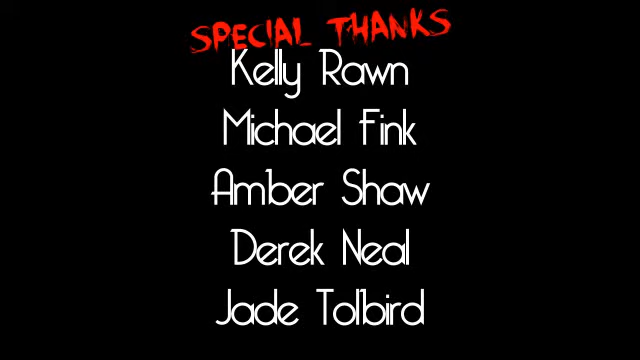 SPECIAL THANKS
Kelly Rawn
Michael Fink
Amber Shaw
Derek Neal
Jade Tolbird